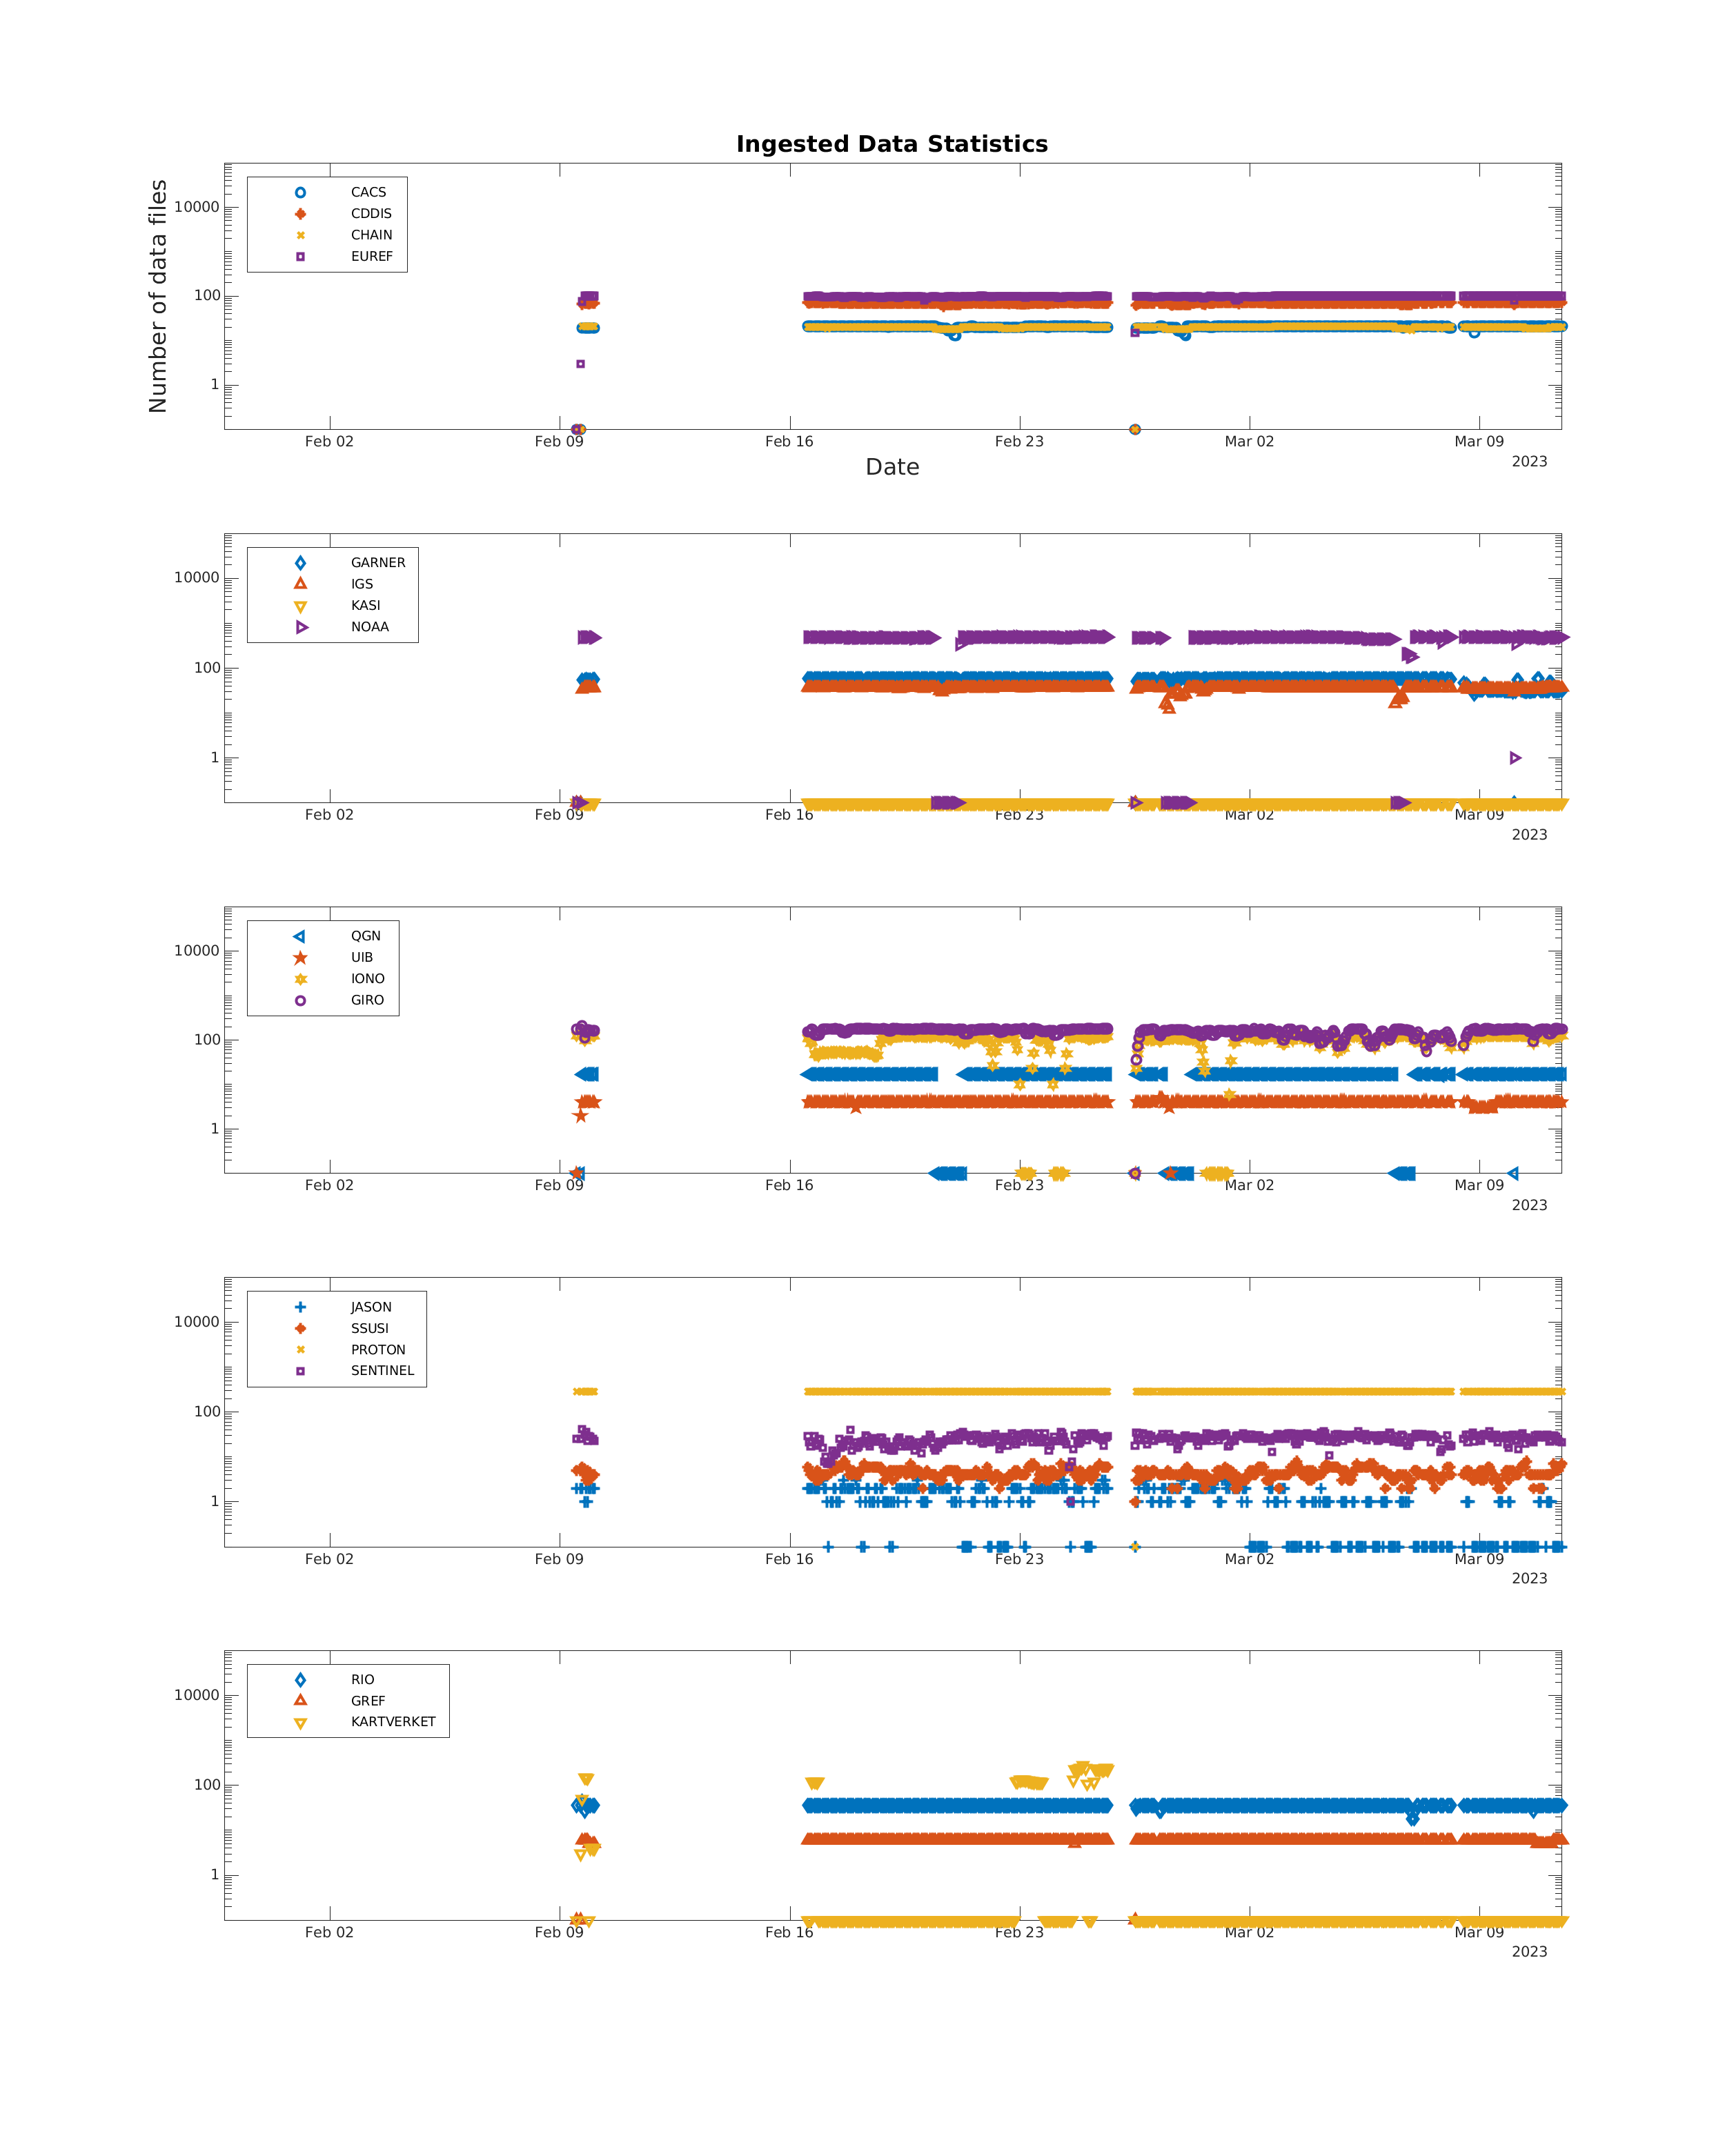 Ingested Data Statistics
Number of data files
CACS
CDDIS
CHAIN
EUREF
10000
100
1
Feb 02 Feb 09 Feb 16 Feb 23 Mar 02 Mar 09
2023
Date
GARNER
IGS
KASI
NOAA
10000
100
1
Feb 02 Feb 09 Feb 16 Feb 23 Mar 02 Mar 09
2023
QGN
UIB
IONO
GIRO
10000
100
1
Feb 02 Feb 09 Feb 16 Feb 23 Mar 02 Mar 09
2023
JASON
SSUSI
PROTON
SENTINEL
10000
100
1
Feb 02 Feb 09 Feb 16 Feb 23 Mar 02 Mar 09
2023
RIO
GREF
KARTVERKET
10000
100
1
Feb 02 Feb 09 Feb 16 Feb 23 Mar 02 Mar 09
2023